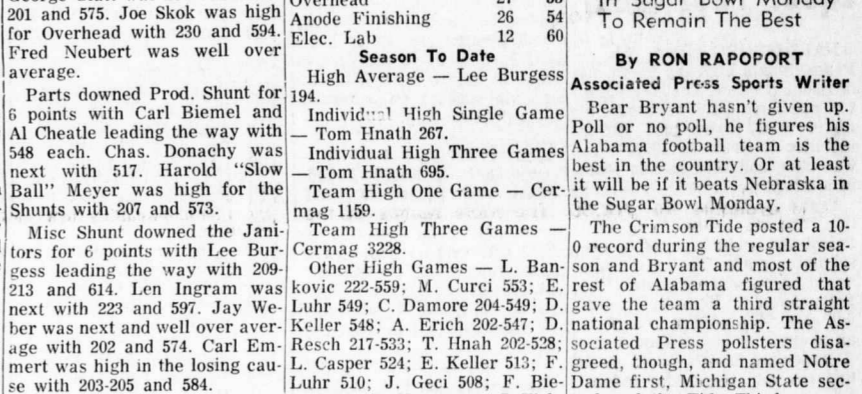 201 and 575. Joe Skok was high
for Overhead with 230 and 594.
Fred Neubert was well over
average.
Parts downed Prod. Shunt for
6 points with Carl Biemel and
Al Cheatle leading the way with
548 each. Chas. Donachy was
next with 517. Harold “Slow
Ball” Meyer was high for the
Shunts with 207 and 573.
Misc Shunt downed the Jani-
tors for 6 points with Lee Bur-
gess leading the way with 209-
213 and 614. Len Ingram was
next with 223 and 597. Jay We-
ber was next and well over aver-
age with 202 and 574. Carl Em-
mert was high in the losing cau-
se with 203-205 and 584.
Overhead
Anode Finishing 26 54
Elec. Lab 12 60
Season To Date
High Average — Lee Burgess
194.
Individual High Single Game
— Tom Hnath 267.
Individual High Three Games
— Tom Hnath 695.
Team High One Game — Cer-
mag 1159.
Team High Three Games —
Cermag 3228.
Other High Games — L. Ban-
kovic 222-559; M. Curci 553; E.
Luhr 549; C. Damore 204-549; D.
Keller 548; A. Erich 202-547; D.
Resch 217-533; T. Hnah 202-528;
L. Casper 524; E. Keller 513; F.
Luhr 510; J. Geci 508; F. Bie-
In Sugar Bowl Monday
To Remain The Best
By RON RAPOPORT
Associated Press Sports Writer
Bear Bryant hasn't given up.
Poll or no poll, he figures his
Alabama football team is the
best in the country. Or at least
it will be if it beats Nebraska in
the Sugar Bowl Monday.
The Crimson Tide posted a 10-
0 record during the regular sea-
son and Bryant and most of the
rest of Alabama figured that
gave the team a third straight
national championship. The As-
sociated Press pollsters disa-
greed, though, and named Notre
Dame first, Michigan State sec-